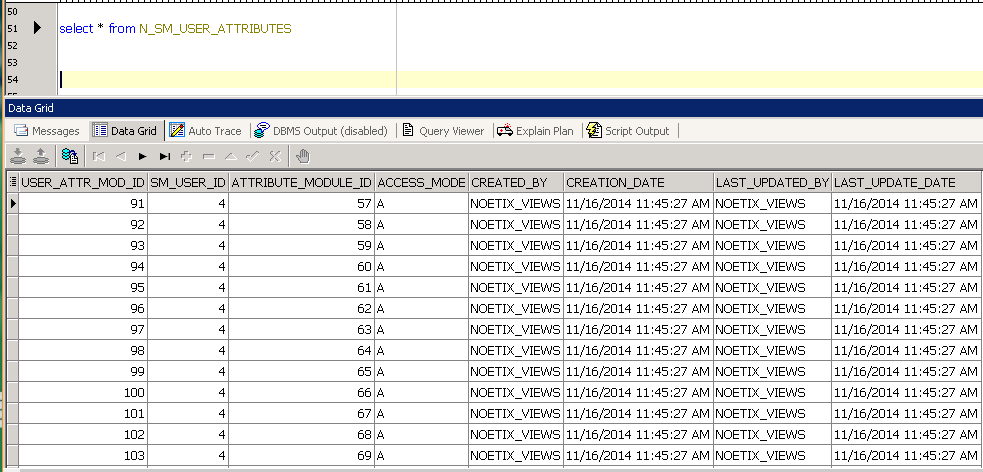 50
51 select * from N_SM_USER_ATTRIBUTES
52
53
54
55
Data Grid
Messages Data Grid Auto Trace DBMS Output (disabled) Query Viewer Explain Plan Script Output
USER_ATTR_MOD_ID SM_USER_ID ATTRIBUTE_MODULE_ID ACCESS_MODE CREATED_BY CREATION_DATE LAST_UPDATED_BY LAST_UPDATE_DATE
91 4 57 A NOETIX_VIEWS 11/16/2014 11:45:27 AM NOETIX_VIEWS 11/16/2014 11:45:27 AM
92 4 58 A NOETIX_VIEWS 11/16/2014 11:45:27 AM NOETIX_VIEWS 11/16/2014 11:45:27 AM
93 4 59 A NOETIX_VIEWS 11/16/2014 11:45:27 AM NOETIX_VIEWS 11/16/2014 11:45:27 AM
94 4 60 A NOETIX_VIEWS 11/16/2014 11:45:27 AM NOETIX_VIEWS 11/16/2014 11:45:27 AM
95 4 61 A NOETIX_VIEWS 11/16/2014 11:45:27 AM NOETIX_VIEWS 11/16/2014 11:45:27 AM
96 4 62 A NOETIX_VIEWS 11/16/2014 11:45:27 AM NOETIX_VIEWS 11/16/2014 11:45:27 AM
97 4 63 A NOETIX_VIEWS 11/16/2014 11:45:27 AM NOETIX_VIEWS 11/16/2014 11:45:27 AM
98 4 64 A NOETIX_VIEWS 11/16/2014 11:45:27 AM NOETIX_VIEWS 11/16/2014 11:45:27 AM
99 4 65 A NOETIX_VIEWS 11/16/2014 11:45:27 AM NOETIX_VIEWS 11/16/2014 11:45:27 AM
100 4 66 A NOETIX_VIEWS 11/16/2014 11:45:27 AM NOETIX_VIEWS 11/16/2014 11:45:27 AM
101 4 67 A NOETIX_VIEWS 11/16/2014 11:45:27 AM NOETIX_VIEWS 11/16/2014 11:45:27 AM
102 4 68 A NOETIX_VIEWS 11/16/2014 11:45:27 AM NOETIX_VIEWS 11/16/2014 11:45:27 AM
103 4 69 A NOETIX_VIEWS 11/16/2014 11:45:27 AM NOETIX_VIEWS 11/16/2014 11:45:27 AM